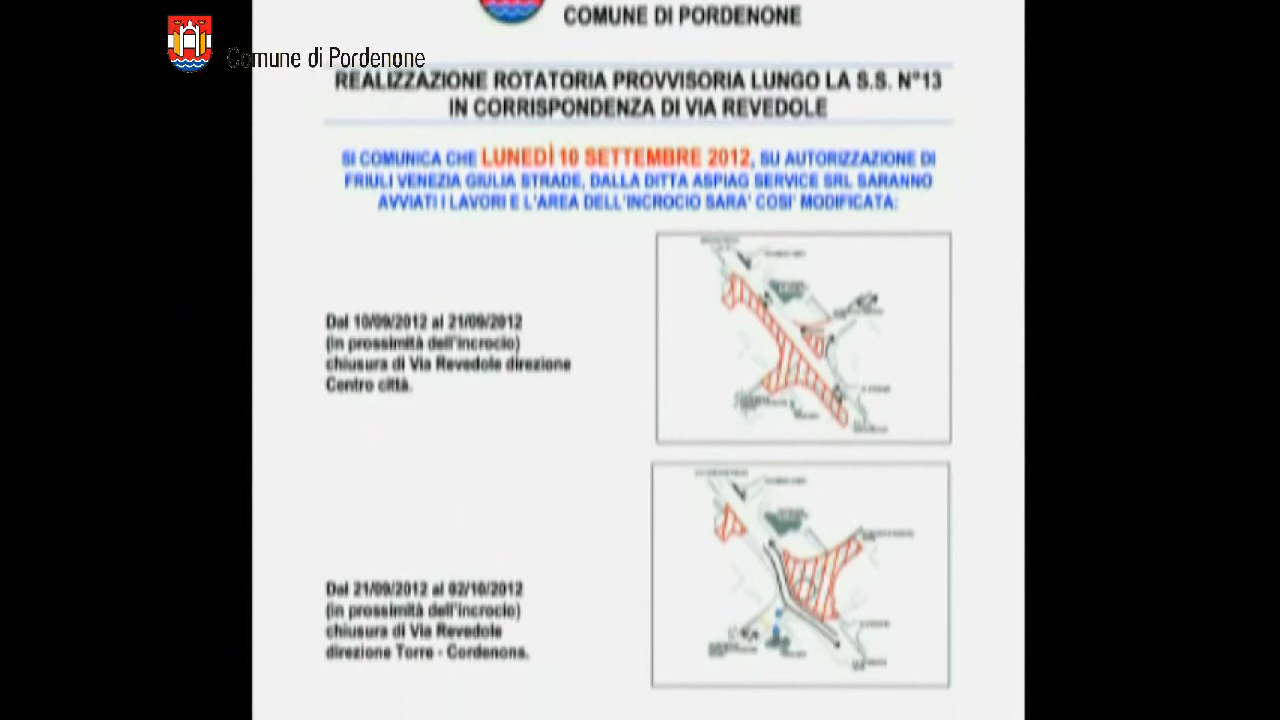 COMUNE DI PORDENONE
Comune di Pordenone
REALIZZAZIONE ROTATORIA PROVVISORIA LUNGO LA S.S. N°13
IN CORRISPONDENZA DI VIA REVEDOLE
SI COMUNICA CHE LUNEDÌ 10 SETTEMBRE 2012, SU AUTORIZZAZIONE DI
FRIULI VENEZIA GIULIA STRADE, DALLA DITTA ASPIAG SERVICE SRL SARANNO
AVVIATI I LAVORI E L'AREA DELL'INCROCIO SARA' COSI' MODIFICATA:
Dal 10/09/2012 al 21/09/2012
(in prossimità dell'incrocio)
chiusura di Via Revedole direzione
Centro città.
Dal 21/09/2012 al 02/10/2012
(in prossimità dell'incrocio)
chiusura di Via Revedole
direzione Torre - Cordenons.